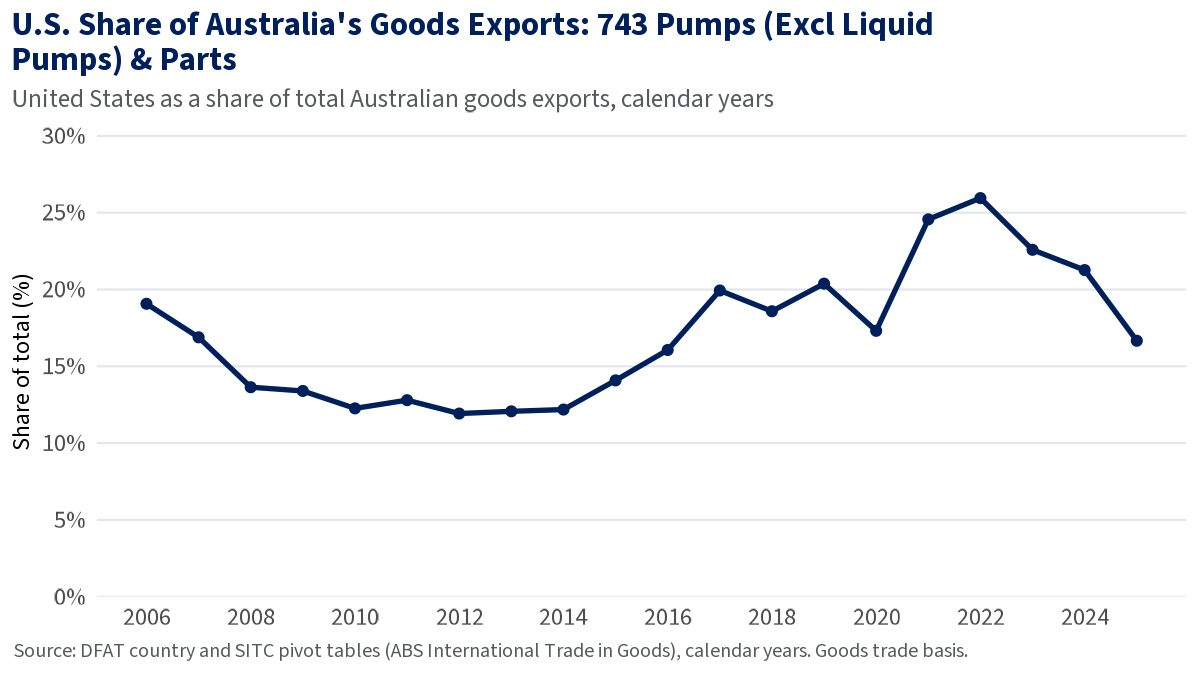 U.S. Share of Australia's Goods Exports: 743 Pumps (Excl Liquid
Pumps) & Parts
United States as a share of total Australian goods exports, calendar years
Share of total (%)
30%
25%
20%
15%
10%
5%
0%
2006 2008 2010 2012 2014 2016 2018 2020 2022 2024
Source: DFAT country and SITC pivot tables (ABS International Trade in Goods), calendar years. Goods trade basis.